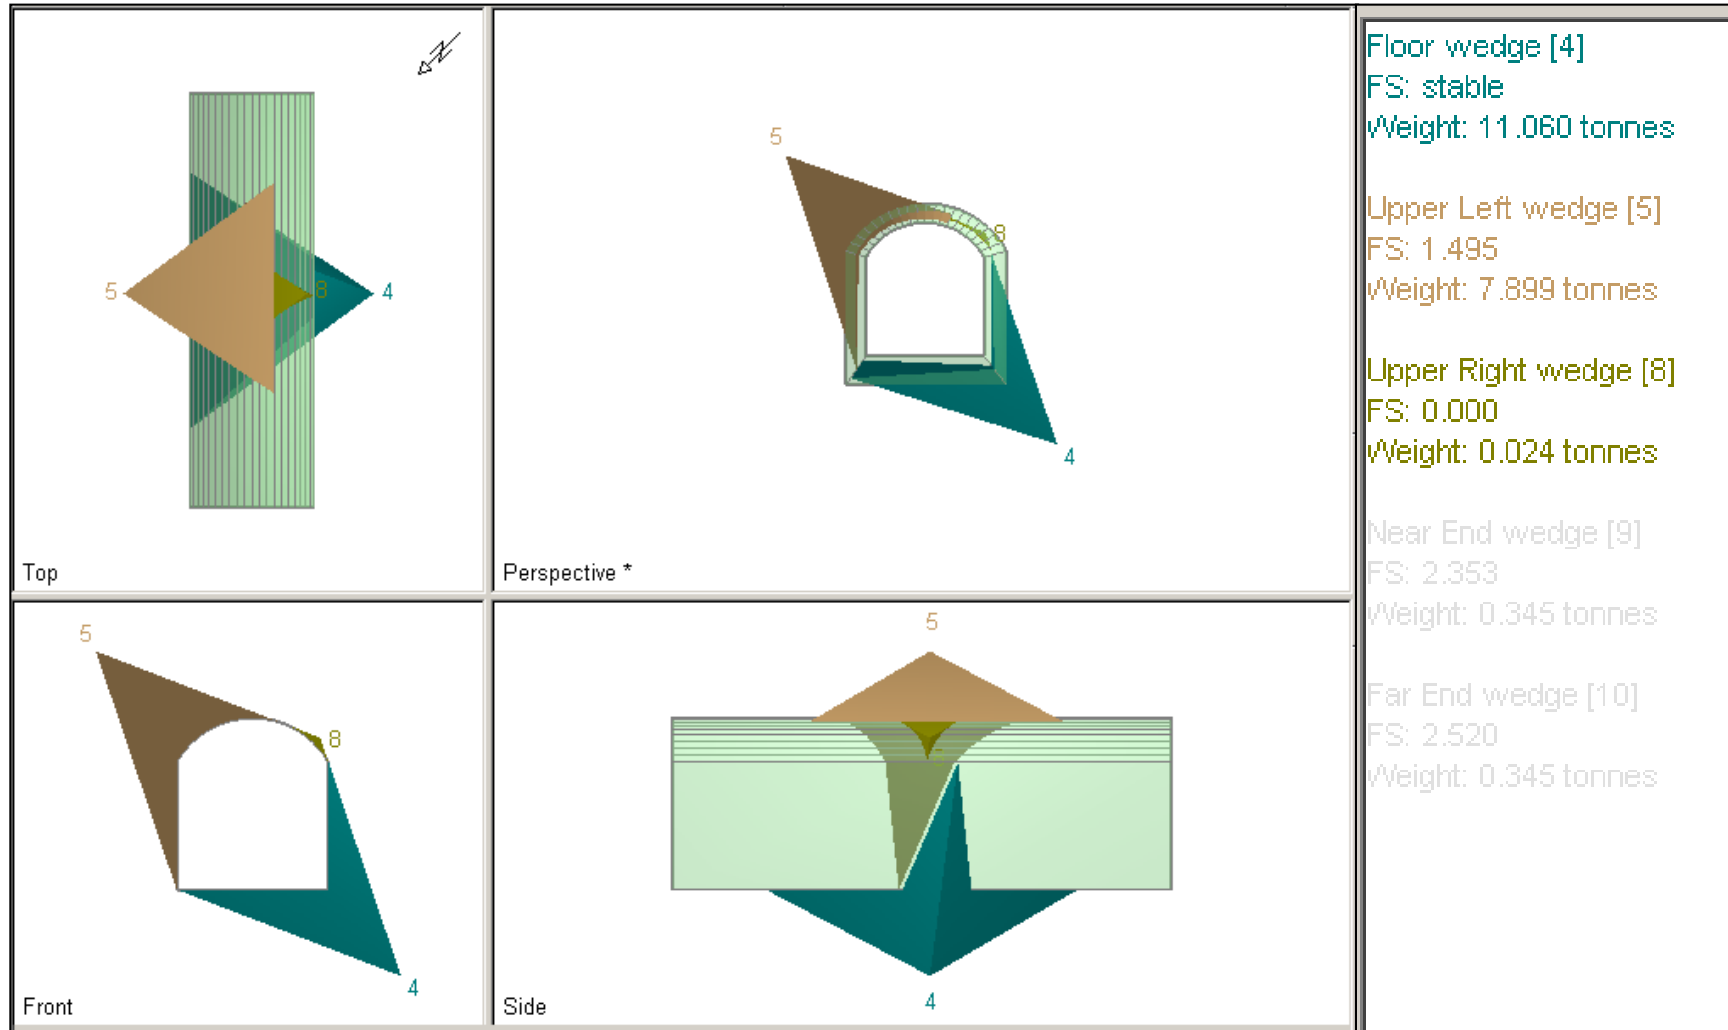 5
8
4
Top
5
8
4
Perspective *
5
8
4
Front
5
8
4
Side
Floor wedge [4]
FS: stable
Weight: 11.060 tonnes
Upper Left wedge [5]
FS: 1.495
Weight: 7.899 tonnes
Upper Right wedge [8]
FS: 0.000
Weight: 0.024 tonnes
Near End wedge [9]
FS: 2.353
Weight: 0.345 tonnes
Far End wedge [10]
FS: 2.520
Weight: 0.345 tonnes